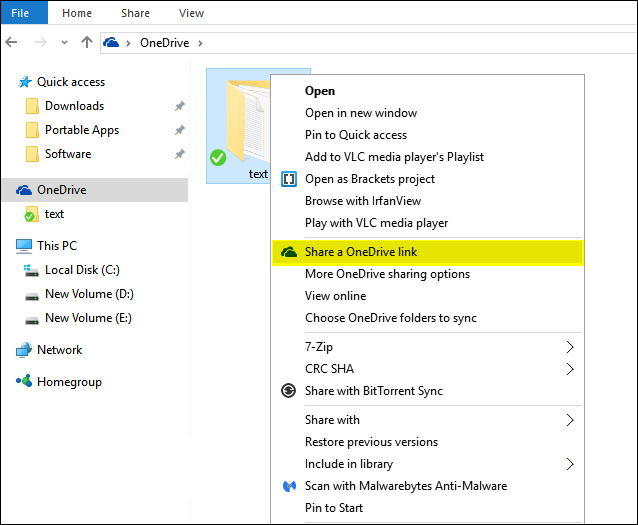 File Home Share View
OneDrive
Quick access
Downloads
Portable Apps
Software
OneDrive
text
This PC
Local Disk (C:)
New Volume (D:)
New Volume (E:)
Network
Homegroup
text
Open
Open in new window
Pin to Quick access
Add to VLC media player's Playlist
Open as Brackets project
Browse with IrfanView
Play with VLC media player
Share a OneDrive link
More OneDrive sharing options
View online
Choose OneDrive folders to sync
7-Zip
CRC SHA
Share with BitTorrent Sync
Share with
Restore previous versions
Include in library
Scan with Malwarebytes Anti-Malware
Pin to Start